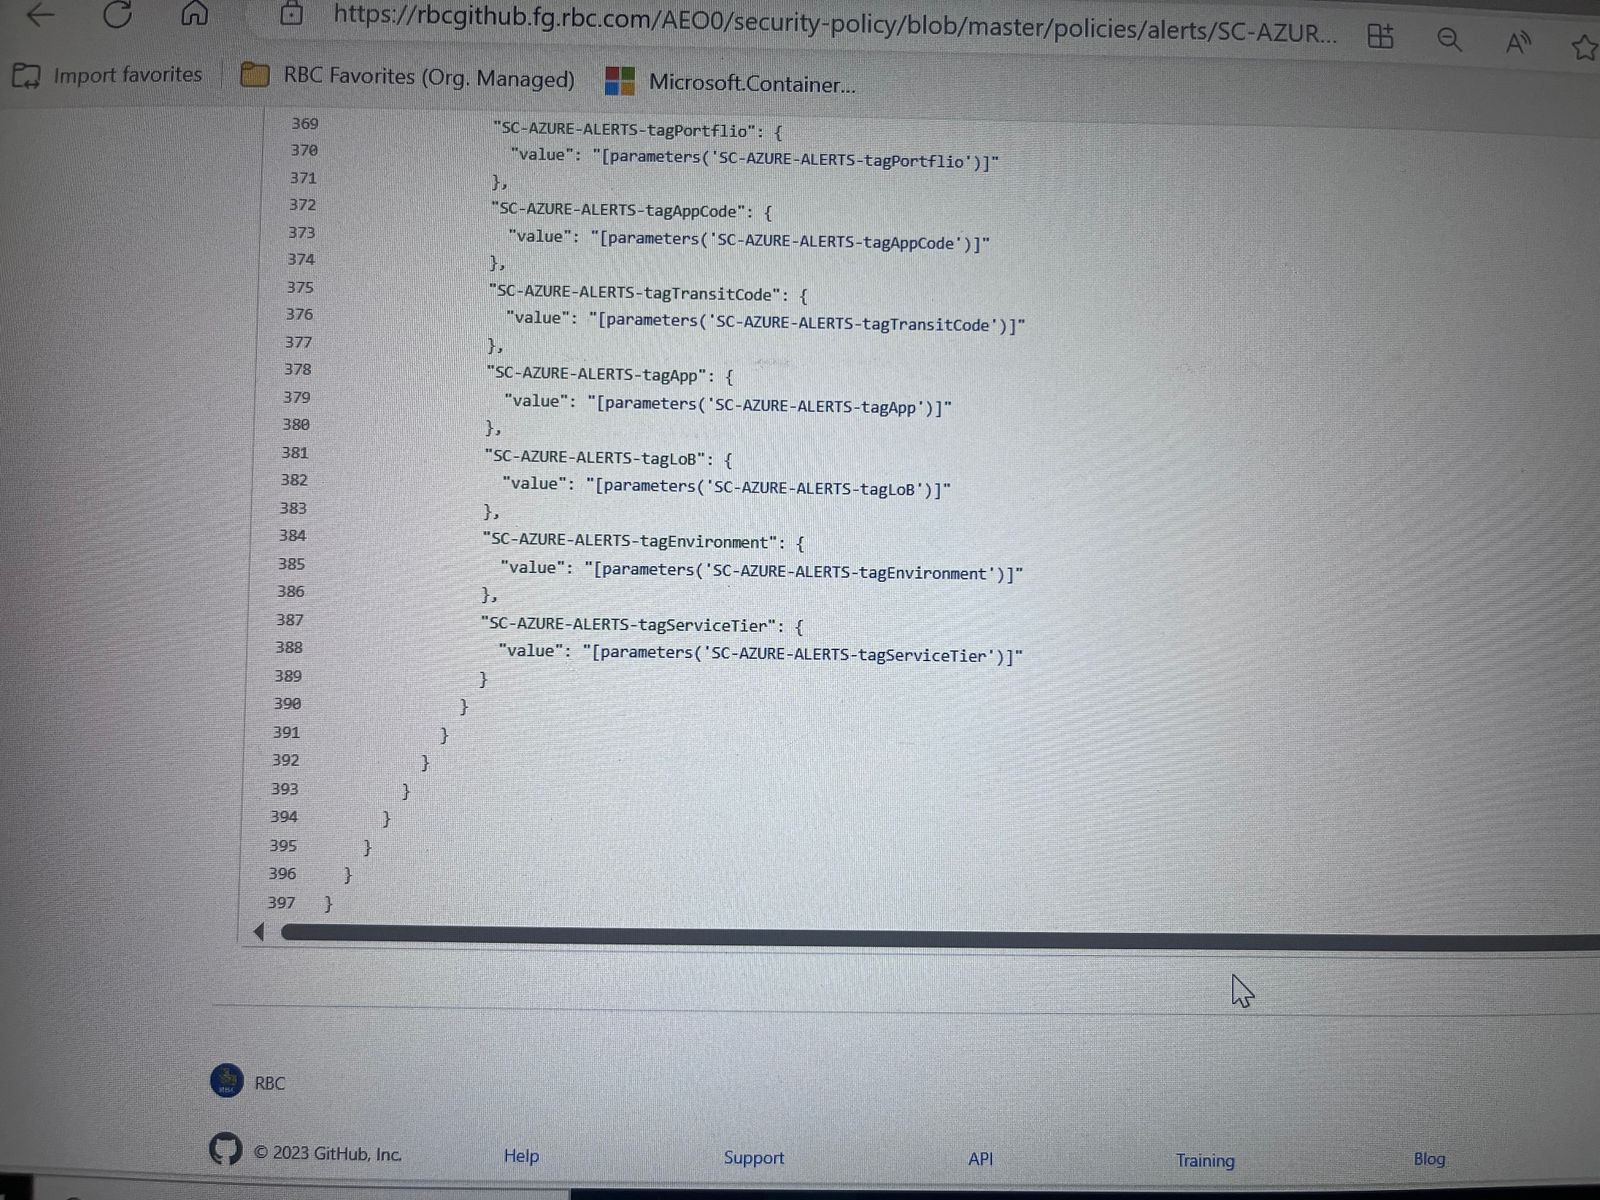 https://rbcgithub.fg.rbc.com/AEO0/security-policy/blob/master/policies/alerts/SC-AZUR...
Import favorites RBC Favorites (Org. Managed) Microsoft.Container...
369 "SC-AZURE-ALERTS-tagPortflio": {
370 "value": "[parameters('SC-AZURE-ALERTS-tagPortflio')]"
371 },
372 "SC-AZURE-ALERTS-tagAppCode": {
373 "value": "[parameters('SC-AZURE-ALERTS-tagAppCode')]"
374 },
375 "SC-AZURE-ALERTS-tagTransitCode": {
376 "value": "[parameters('SC-AZURE-ALERTS-tagTransitCode')]"
377 },
378 "SC-AZURE-ALERTS-tagApp": {
379 "value": "[parameters('SC-AZURE-ALERTS-tagApp')]"
380 },
381 "SC-AZURE-ALERTS-tagLoB": {
382 "value": "[parameters('SC-AZURE-ALERTS-tagLoB')]"
383 },
384 "SC-AZURE-ALERTS-tagEnvironment": {
385 "value": "[parameters('SC-AZURE-ALERTS-tagEnvironment')]"
386 },
387 "SC-AZURE-ALERTS-tagServiceTier": {
388 "value": "[parameters('SC-AZURE-ALERTS-tagServiceTier')]"
389 }
390 }
391 }
392 }
393 }
394 }
395 }
396 }
397 }
RBC
© 2023 GitHub, Inc. Help Support API Training Blog